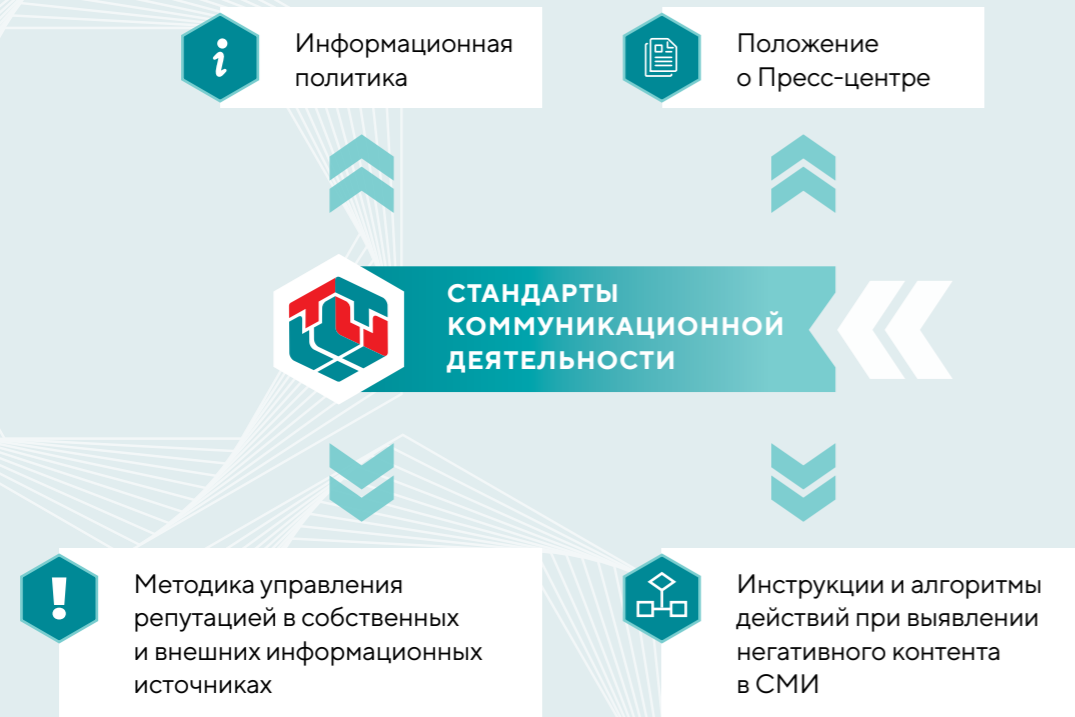 Информационная
политика
Положение
о Пресс-центре
СТАНДАРТЫ
КОММУНИКАЦИОННОЙ
ДЕЯТЕЛЬНОСТИ
Методика управления
репутацией в собственных
и внешних информационных
источниках
Инструкции и алгоритмы
действий при выявлении
негативного контента
в СМИ